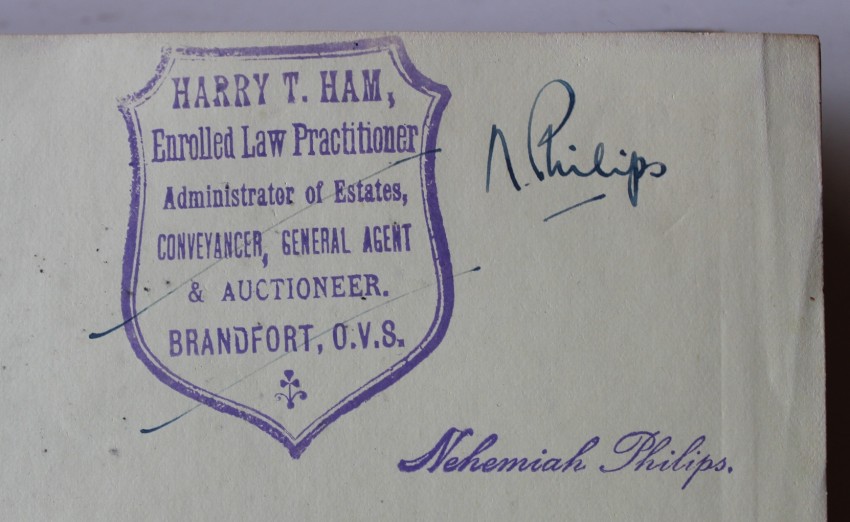 HARRY T. HAM,
Enrolled Law Practitioner
Administrator of Estates,
CONVEYANCER, GENERAL AGENT
& AUCTIONEER.
BRANDFORT, O.V.S.
N. Philips
Nehemiah Philips.